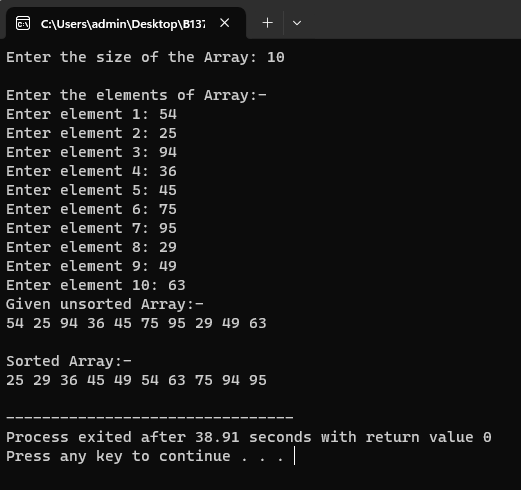 C:\Users\admin\Desktop\B137
Enter the size of the Array: 10
Enter the elements of Array:-
Enter element 1: 54
Enter element 2: 25
Enter element 3: 94
Enter element 4: 36
Enter element 5: 45
Enter element 6: 75
Enter element 7: 95
Enter element 8: 29
Enter element 9: 49
Enter element 10: 63
Given unsorted Array:-
54 25 94 36 45 75 95 29 49 63
Sorted Array:-
25 29 36 45 49 54 63 75 94 95
--------------------------------
Process exited after 38.91 seconds with return value 0
Press any key to continue . . .